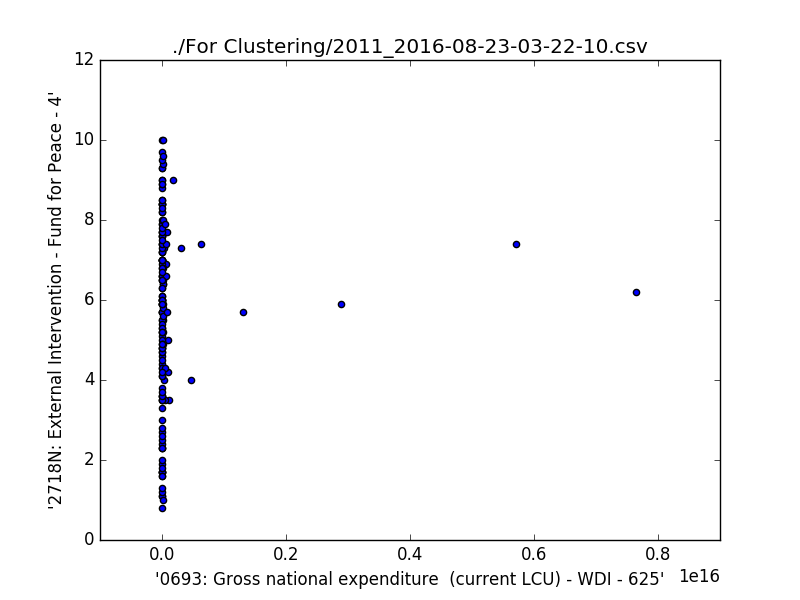 ./For Clustering/2011_2016-08-23-03-22-10.csv
12
10
8
6
4
2
0
'2718N: External Intervention - Fund for Peace - 4'
0.0 0.2 0.4 0.6 0.8
1e16
'0693: Gross national expenditure  (current LCU) - WDI - 625'